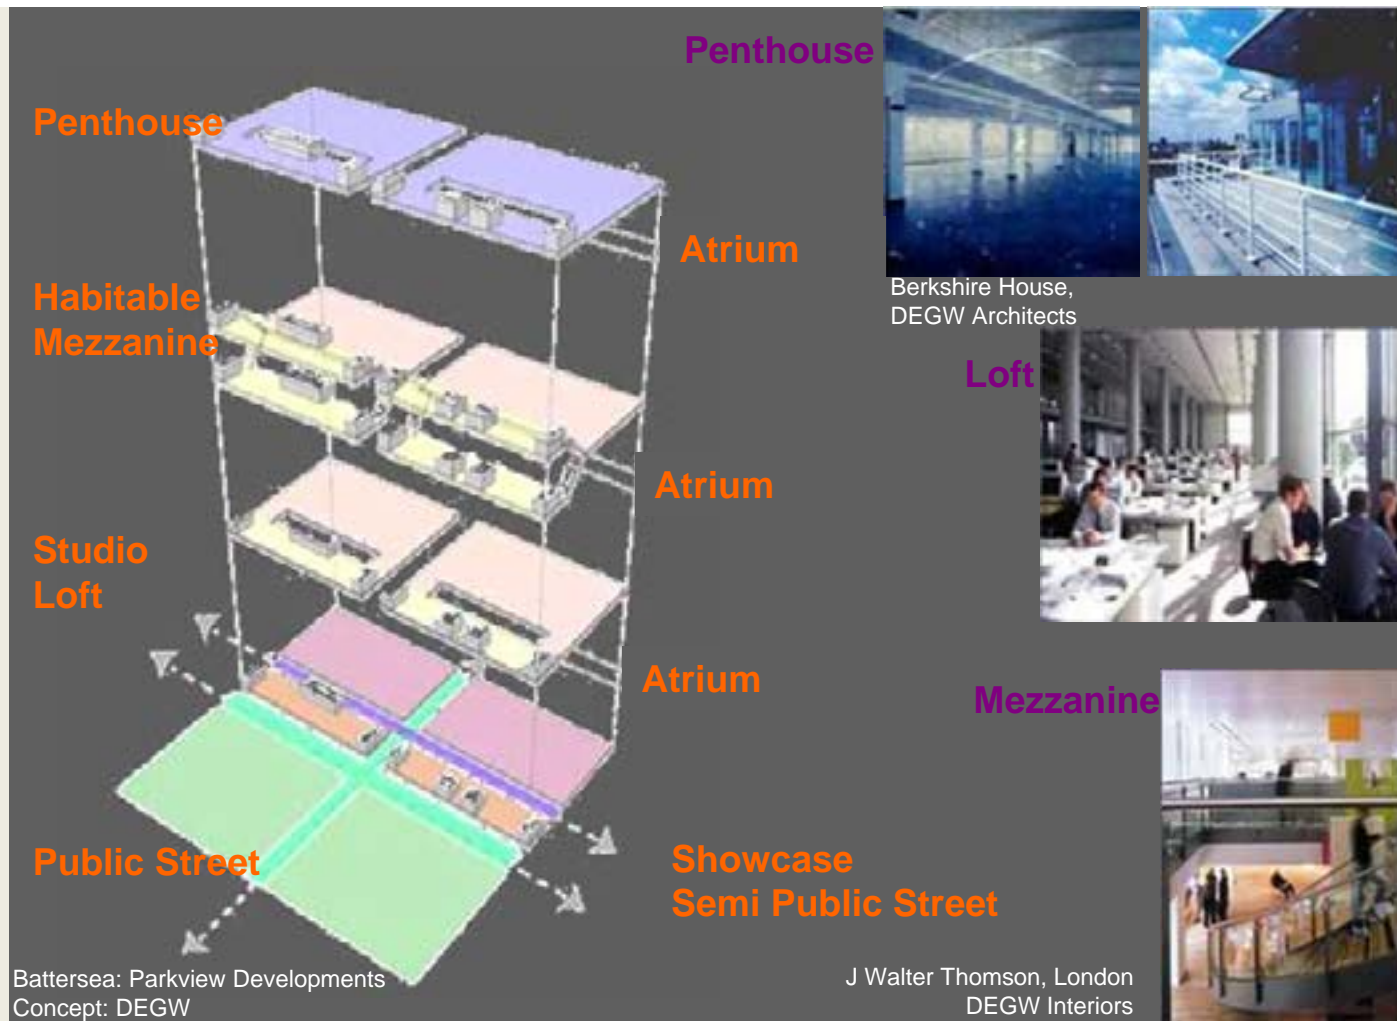 Penthouse
Penthouse
Atrium
Berkshire House,
DEGW Architects
Habitable
Mezzanine
Loft
Atrium
Studio
Loft
Atrium
Mezzanine
Public Street
Showcase
Semi Public Street
Battersea: Parkview Developments
Concept: DEGW
J Walter Thomson, London
DEGW Interiors